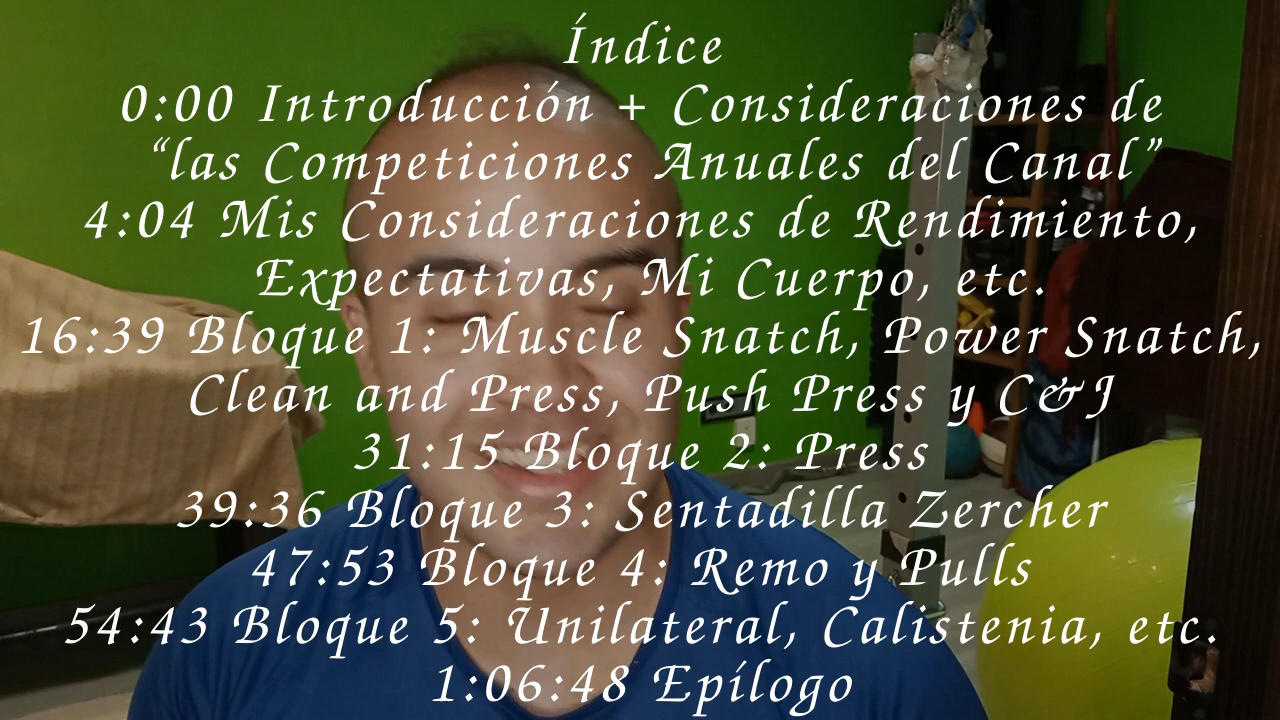 Índice
0:00 Introducción + Consideraciones de
“las Competiciones Anuales del Canal”
4:04 Mis Consideraciones de Rendimiento,
Expectativas, Mi Cuerpo, etc.
16:39 Bloque 1: Muscle Snatch, Power Snatch,
Clean and Press, Push Press y C&J
31:15 Bloque 2: Press
39:36 Bloque 3: Sentadilla Zercher
47:53 Bloque 4: Remo y Pulls
54:43 Bloque 5: Unilateral, Calistenia, etc.
1:06:48 Epílogo